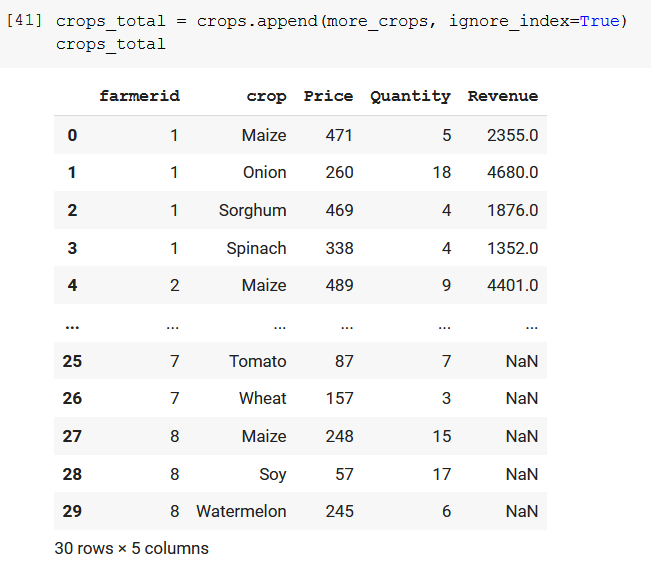 [41] crops_total = crops.append(more_crops, ignore_index=True)
crops_total
farmerid crop Price Quantity Revenue
0 1 Maize 471 5 2355.0
1 1 Onion 260 18 4680.0
2 1 Sorghum 469 4 1876.0
3 1 Spinach 338 4 1352.0
4 2 Maize 489 9 4401.0
... ... ... ... ... ...
25 7 Tomato 87 7 NaN
26 7 Wheat 157 3 NaN
27 8 Maize 248 15 NaN
28 8 Soy 57 17 NaN
29 8 Watermelon 245 6 NaN
30 rows × 5 columns